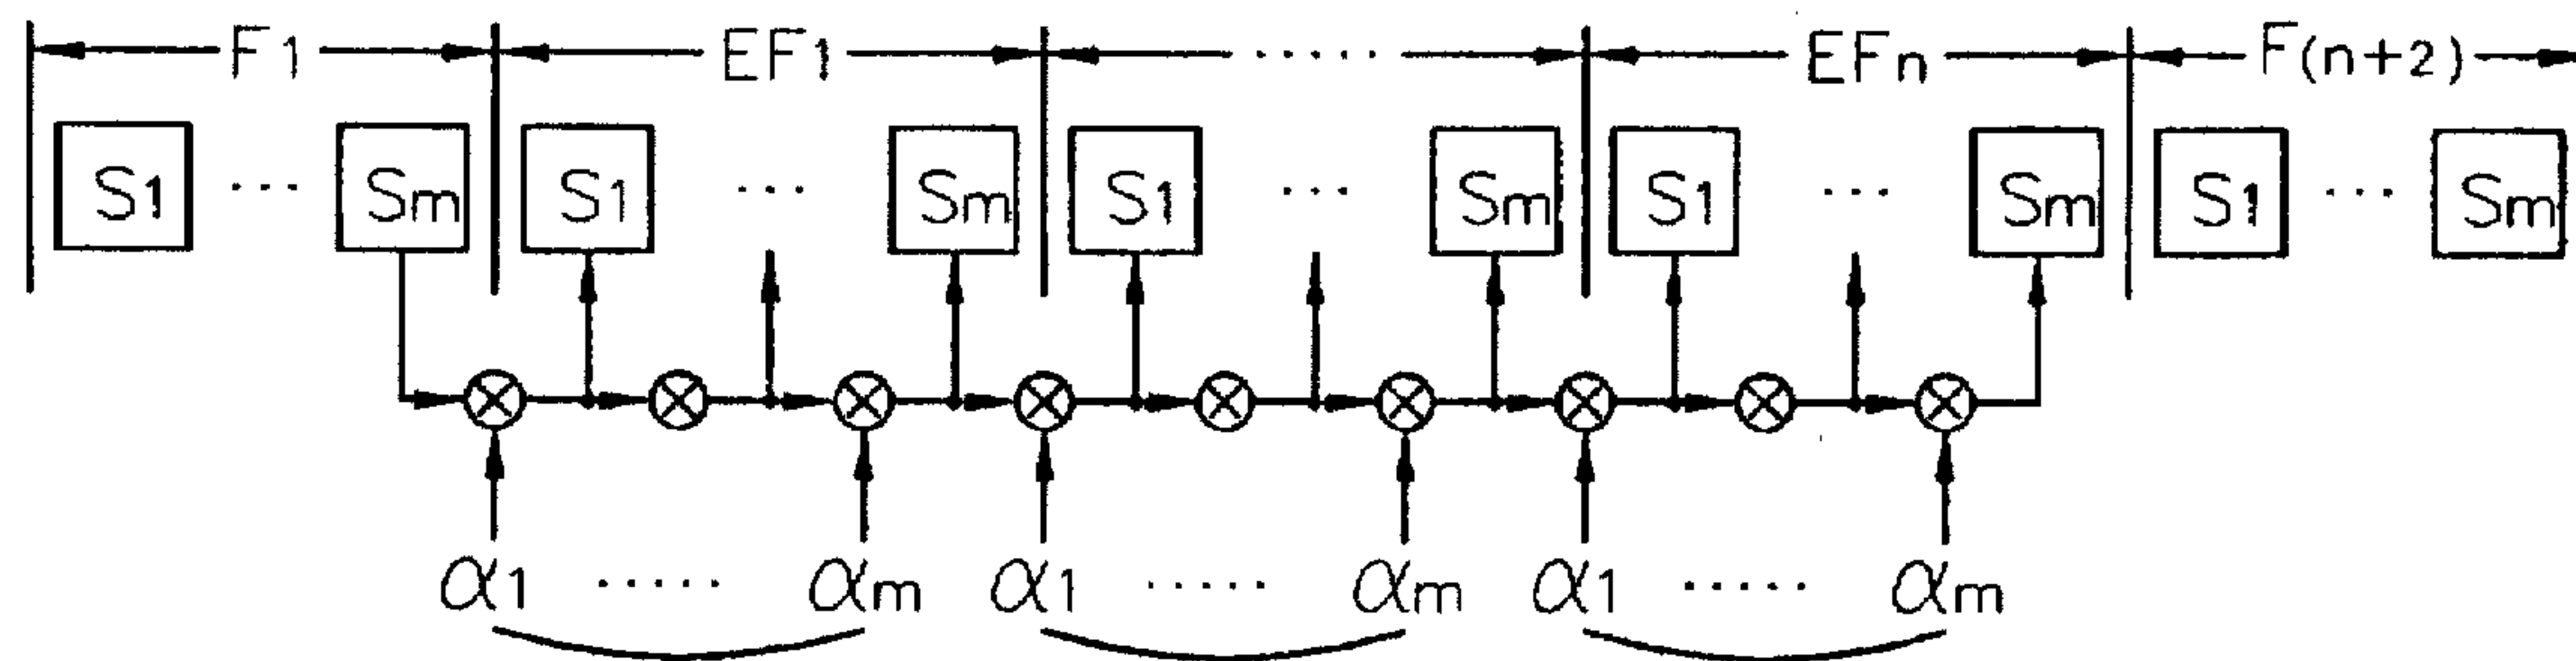 F1 EF1 ····· EFn F(n+2)
S1 ··· Sm S1 ··· Sm S1 ··· Sm S1 ··· Sm S1 ··· Sm
α1 ····· αm α1 ····· αm α1 ····· αm